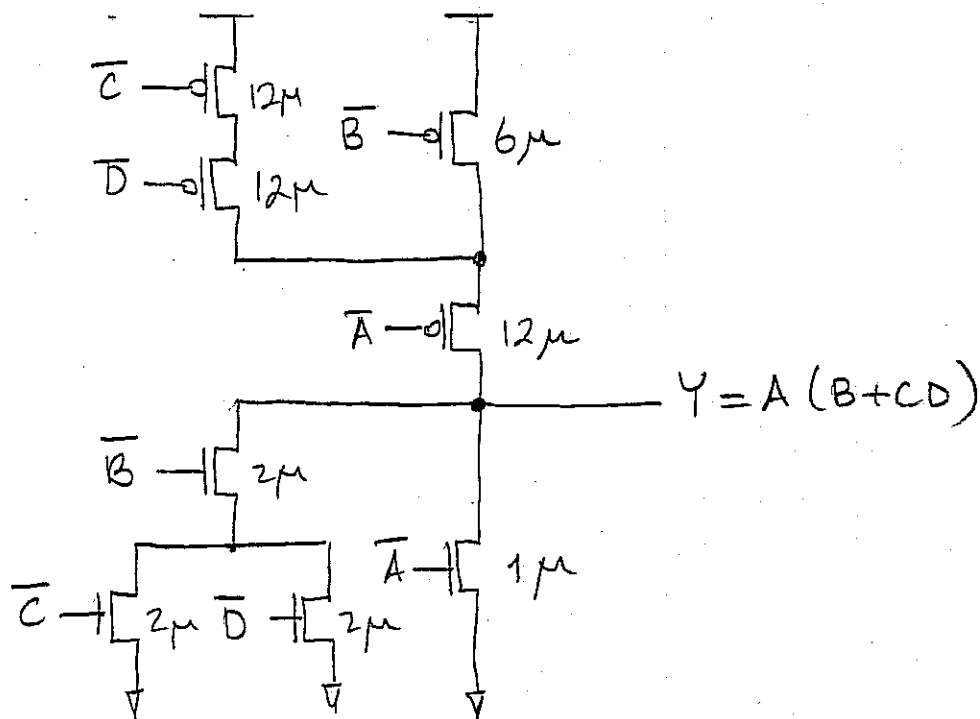 C̅ 12μ
B̅ 6μ
D̅ 12μ
A̅ 12μ
Y = A (B+CD)
B̅ 2μ
A̅ 1μ
C̅ 2μ D̅ 2μ